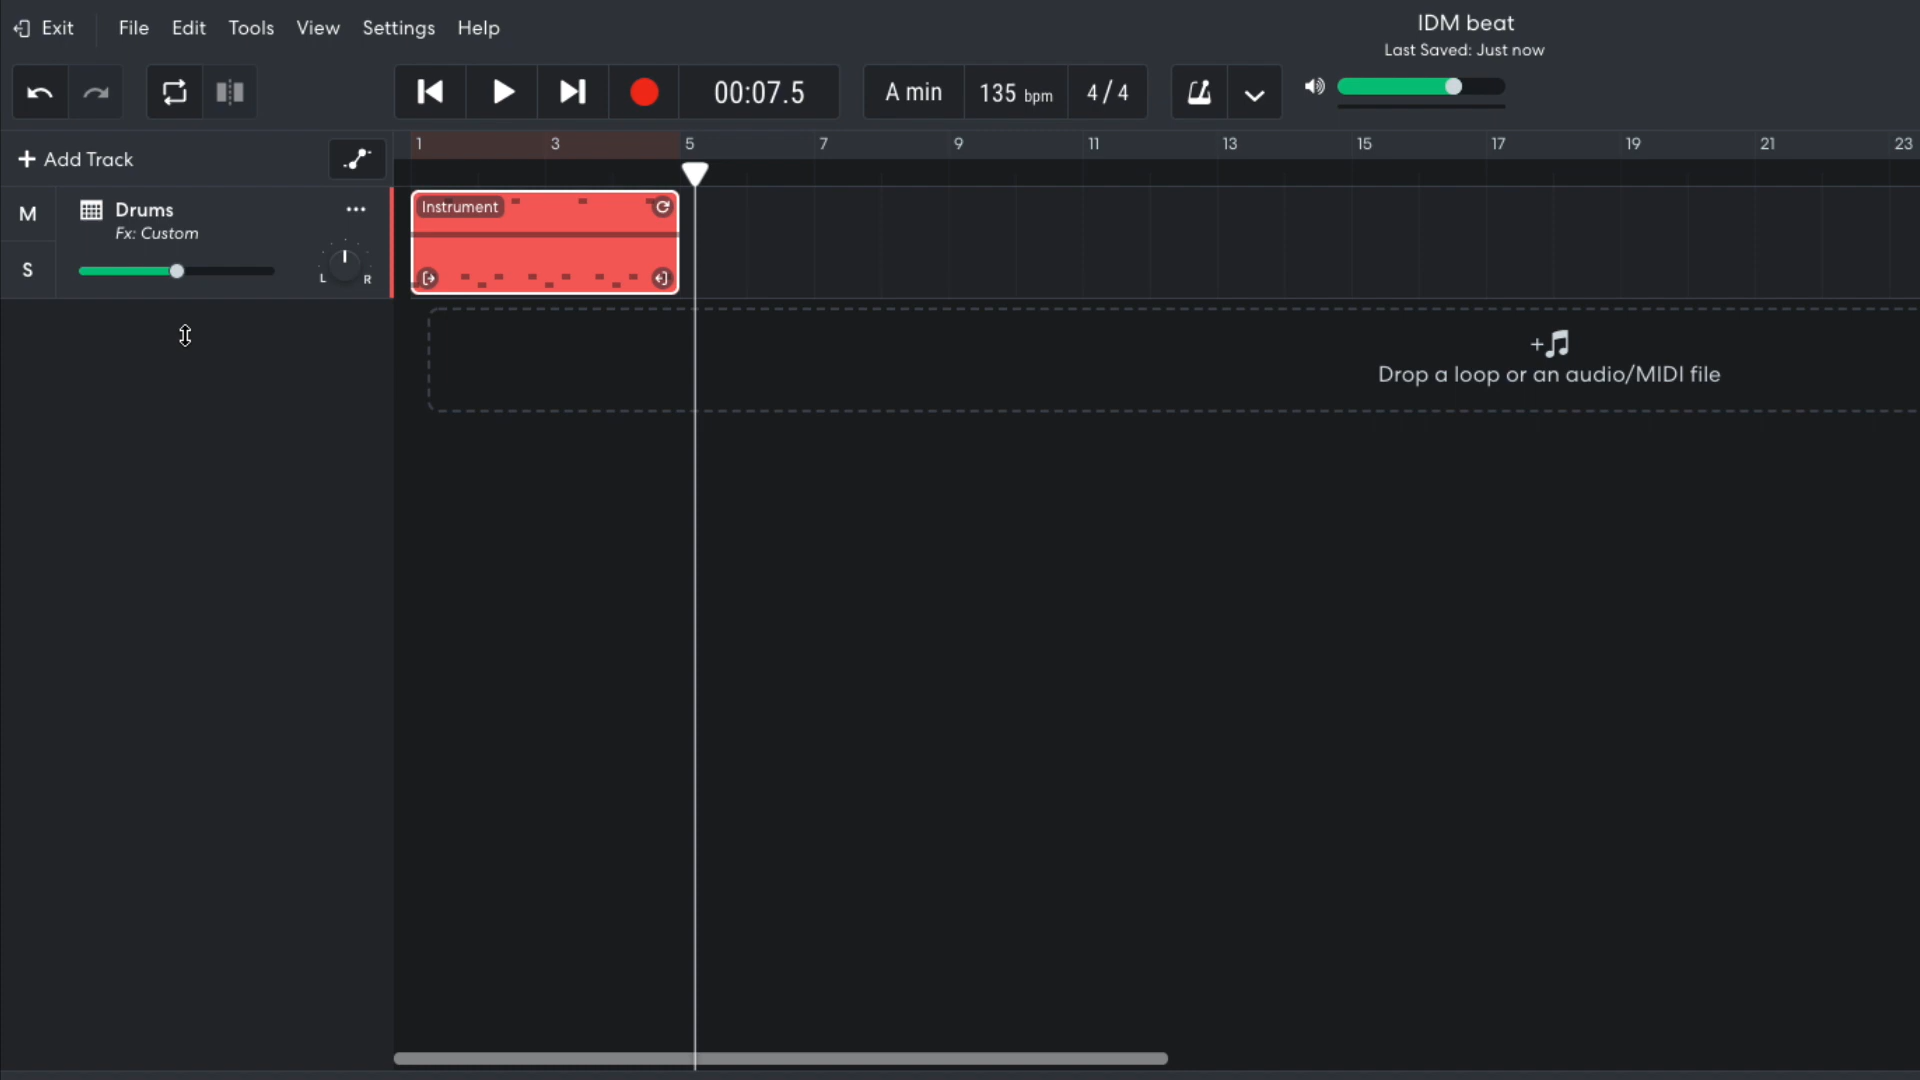 Exit File Edit Tools View Settings Help
IDM beat
Last Saved: Just now
00:07.5 A min 135 bpm 4/4
+ Add Track
1 3 5 7 9 11 13 15 17 19 21 23
M Drums ...
Fx: Custom
S L R
Instrument
Drop a loop or an audio/MIDI file